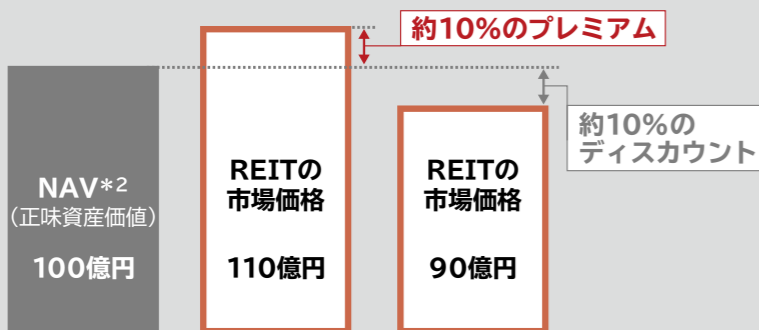 約10%のプレミアム
約10%の
ディスカウント
NAV*2
(正味資産価値)
100億円
REITの
市場価格
110億円
REITの
市場価格
90億円